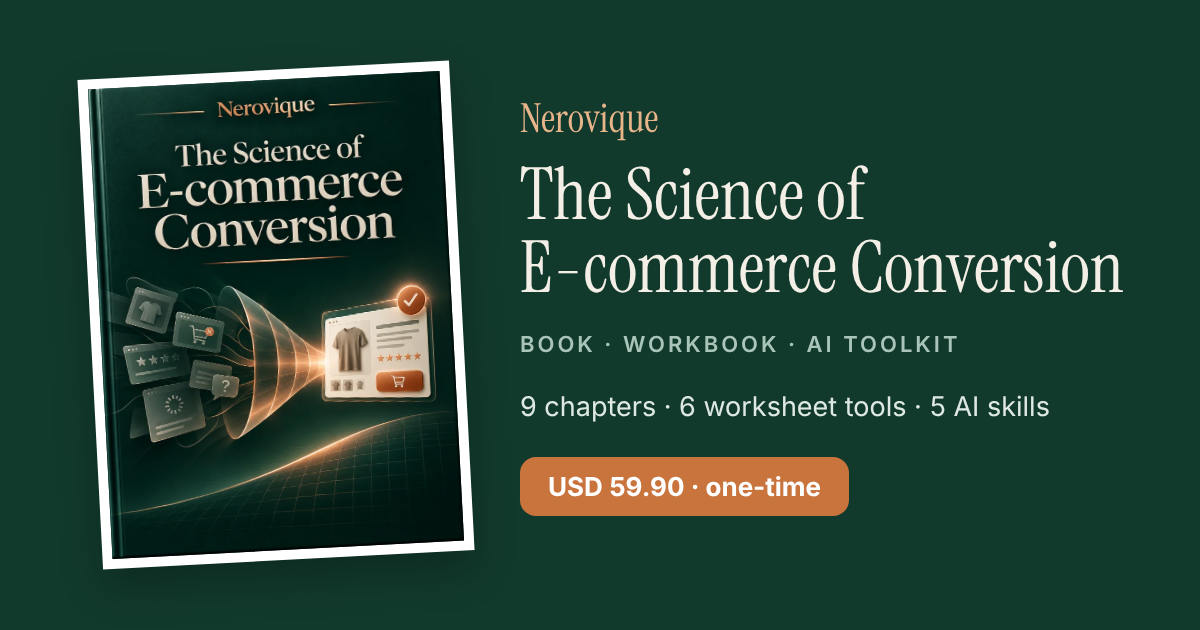 Nerovique
The Science of
E-commerce
Conversion
?
Nerovique
The Science of
E-commerce Conversion
BOOK · WORKBOOK · AI TOOLKIT
9 chapters · 6 worksheet tools · 5 AI skills
USD 59.90 · one-time